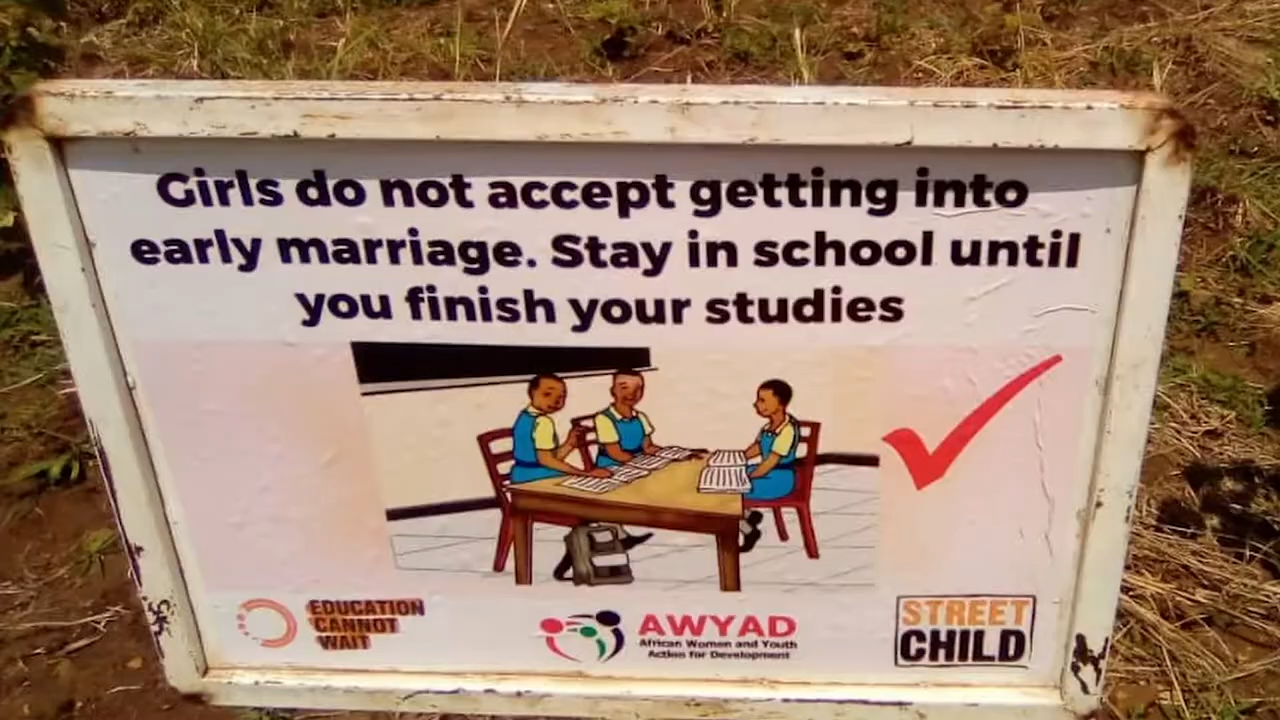 Girls do not accept getting into
early marriage. Stay in school until
you finish your studies
EDUCATION
CANNOT
WAIT
AWYAD
African Women and Youth
Action for Development
STREET
CHILD